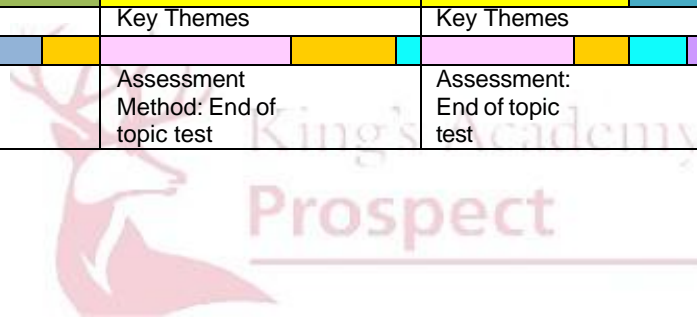 Key Themes
Key Themes
Assessment
Method: End of
topic test
Assessment:
End of topic
test
King's Academy
Prospect